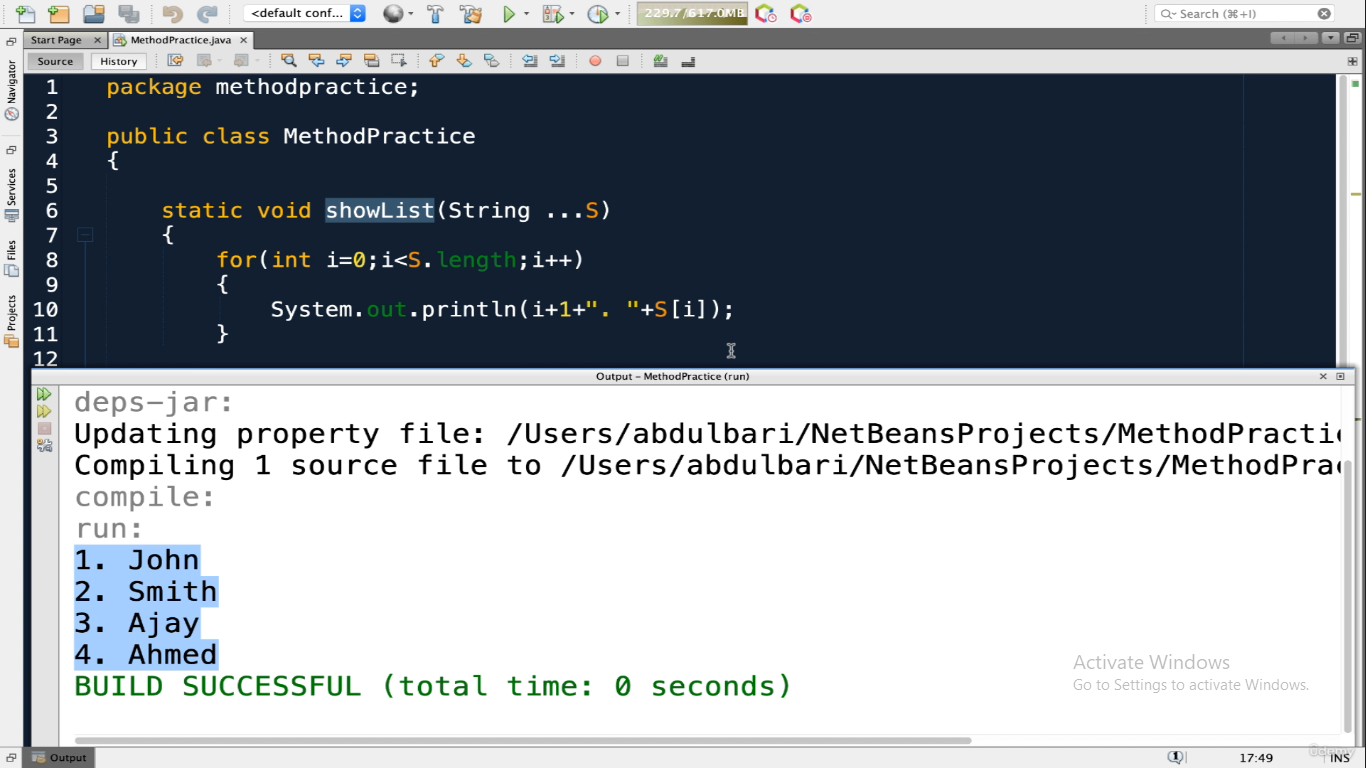 <default conf...
229.7/617.0MB
Search (⌘+I)
Start Page
MethodPractice.java
Source
History
Navigator
Services
Files
Projects
1 package methodpractice;
2
3 public class MethodPractice
4 {
5
6 static void showList(String ...S)
7 {
8 for(int i=0;i<S.length;i++)
9 {
10 System.out.println(i+1+". "+S[i]);
11 }
12
Output - MethodPractice (run)
deps-jar:
Updating property file: /Users/abdulbari/NetBeansProjects/MethodPractic
Compiling 1 source file to /Users/abdulbari/NetBeansProjects/MethodPra
compile:
run:
1. John
2. Smith
3. Ajay
4. Ahmed
BUILD SUCCESSFUL (total time: 0 seconds)
Activate Windows
Go to Settings to activate Windows.
Output
17:49
INS
udemy